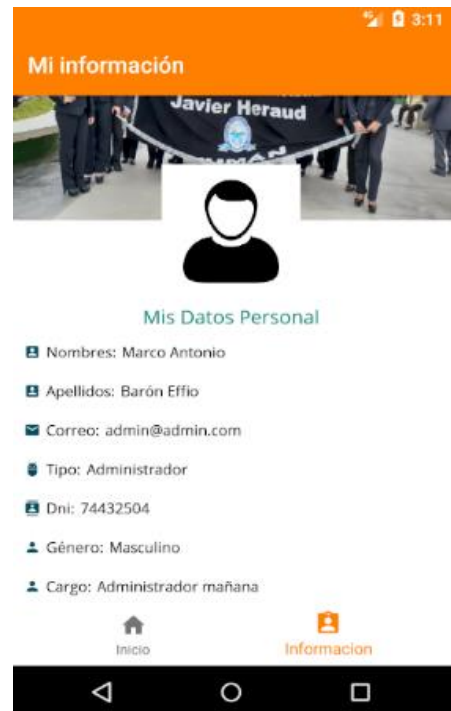 4G 3:11
Mi información
Javier Heraud
Mis Datos Personal
Nombres: Marco Antonio
Apellidos: Barón Effio
Correo: admin@admin.com
Tipo: Administrador
Dni: 74432504
Género: Masculino
Cargo: Administrador mañana
Inicio
Informacion